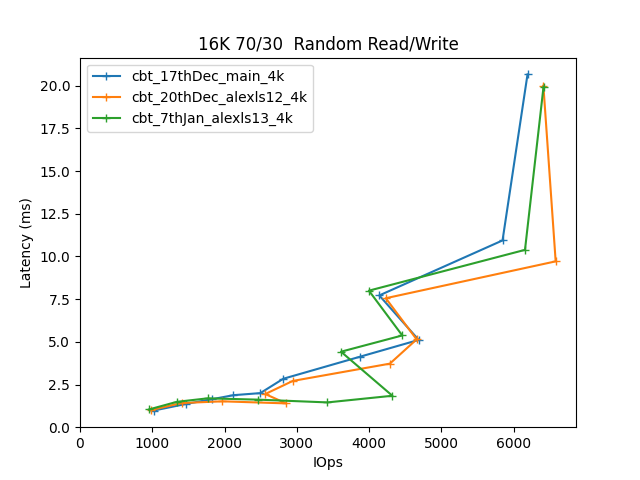 16K 70/30  Random Read/Write
cbt_17thDec_main_4k
cbt_20thDec_alexls12_4k
cbt_7thJan_alexls13_4k
Latency (ms)
20.0
17.5
15.0
12.5
10.0
7.5
5.0
2.5
0.0
0 1000 2000 3000 4000 5000 6000
IOps